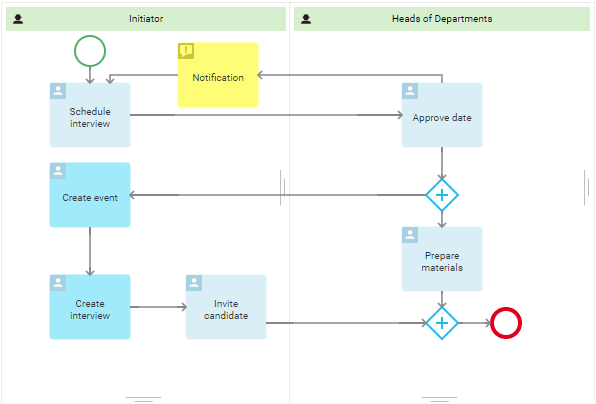 Initiator
Heads of Departments
Notification
Schedule
interview
Approve date
Create event
Prepare
materials
Create
interview
Invite
candidate